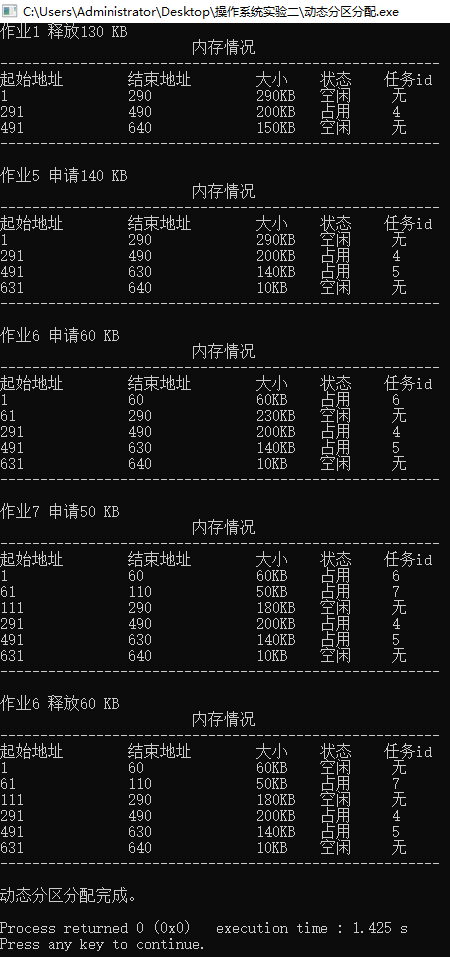 C:\Users\Administrator\Desktop\操作系统实验二\动态分区分配.exe
作业1 释放130 KB
内存情况
--------------------------------------------------------
起始地址 结束地址 大小 状态 任务id
1 290 290KB 空闲 无
291 490 200KB 占用 4
491 640 150KB 空闲 无
--------------------------------------------------------
作业5 申请140 KB
内存情况
--------------------------------------------------------
起始地址 结束地址 大小 状态 任务id
1 290 290KB 空闲 无
291 490 200KB 占用 4
491 630 140KB 占用 5
631 640 10KB 空闲 无
--------------------------------------------------------
作业6 申请60 KB
内存情况
--------------------------------------------------------
起始地址 结束地址 大小 状态 任务id
1 60 60KB 占用 6
61 290 230KB 空闲 无
291 490 200KB 占用 4
491 630 140KB 占用 5
631 640 10KB 空闲 无
--------------------------------------------------------
作业7 申请50 KB
内存情况
--------------------------------------------------------
起始地址 结束地址 大小 状态 任务id
1 60 60KB 占用 6
61 110 50KB 占用 7
111 290 180KB 空闲 无
291 490 200KB 占用 4
491 630 140KB 占用 5
631 640 10KB 空闲 无
--------------------------------------------------------
作业6 释放60 KB
内存情况
--------------------------------------------------------
起始地址 结束地址 大小 状态 任务id
1 60 60KB 空闲 无
61 110 50KB 占用 7
111 290 180KB 空闲 无
291 490 200KB 占用 4
491 630 140KB 占用 5
631 640 10KB 空闲 无
--------------------------------------------------------
动态分区分配完成。
Process returned 0 (0x0) execution time : 1.425 s
Press any key to continue.